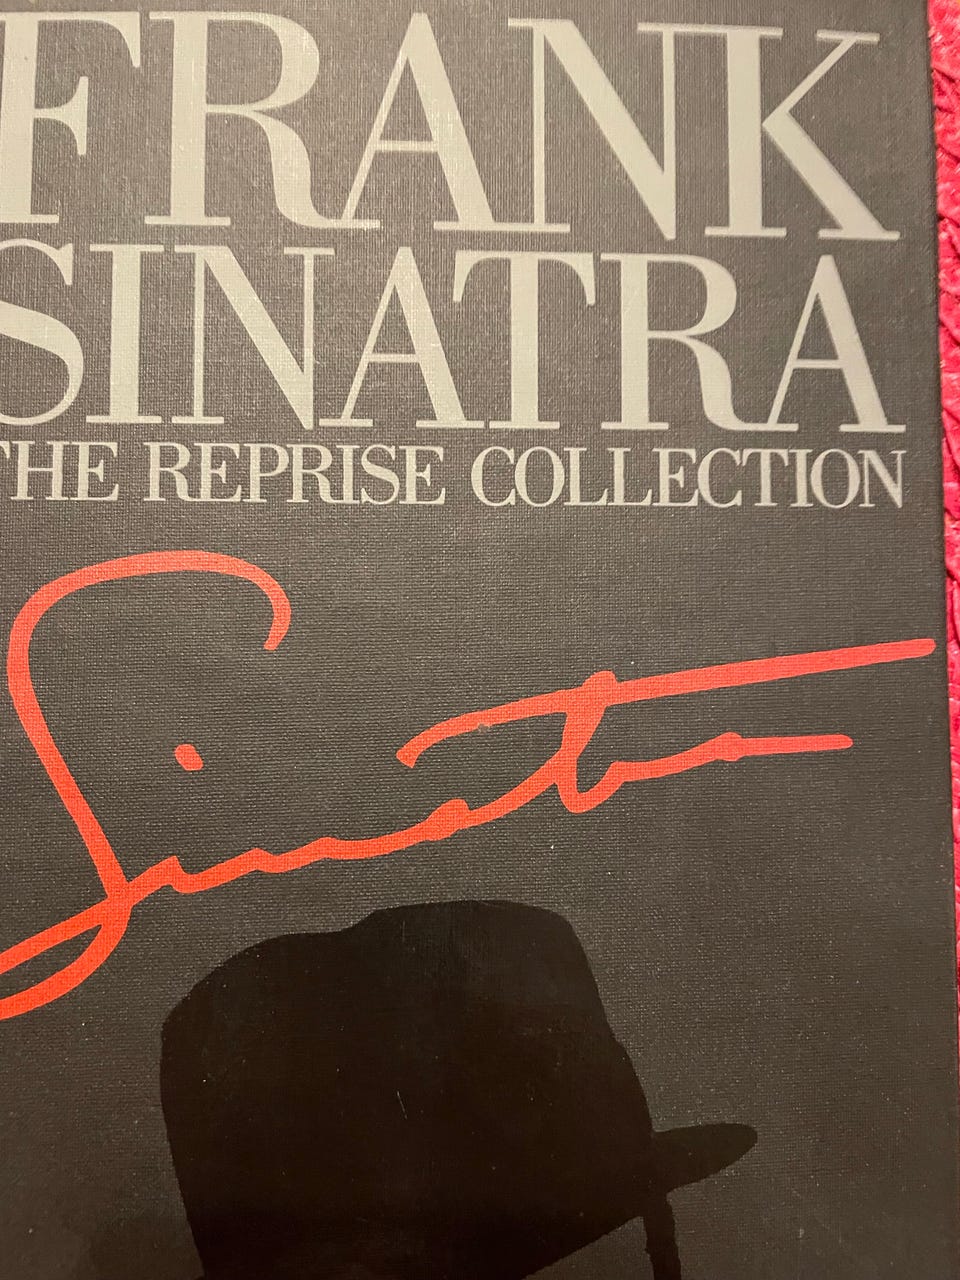 FRANK
SINATRA
THE REPRISE COLLECTION
Sinatra